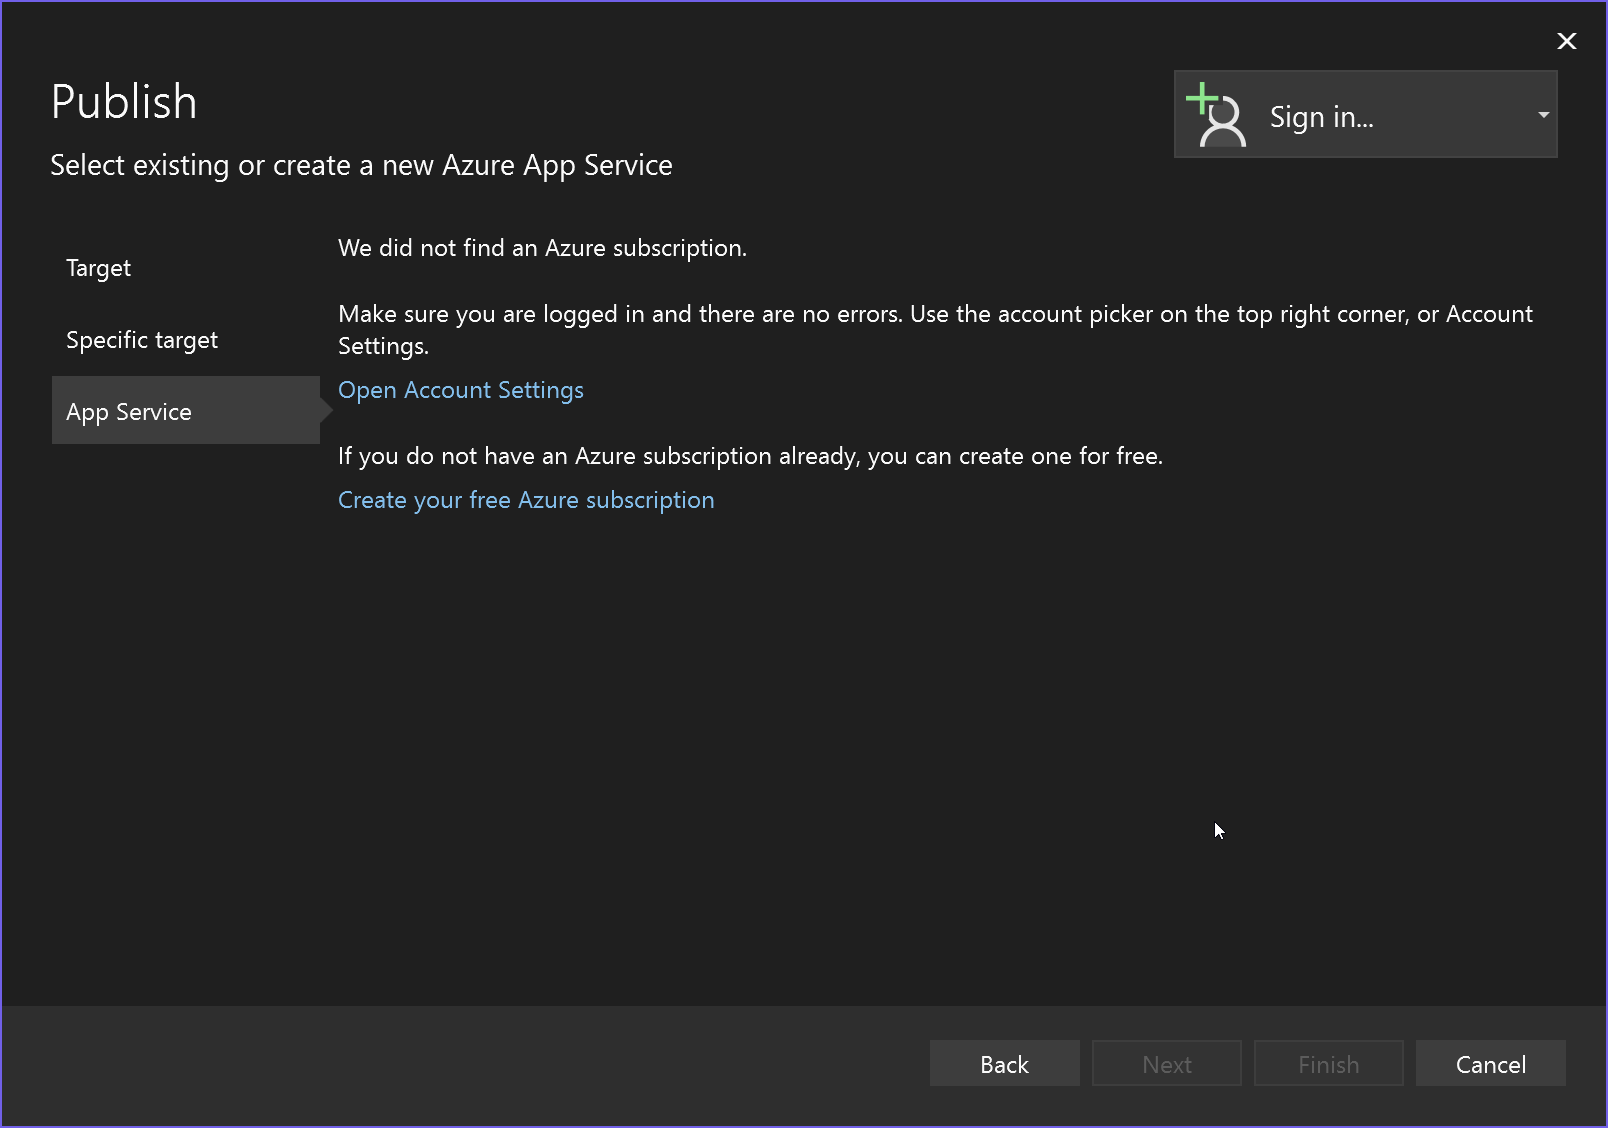 Publish
Sign in...
Select existing or create a new Azure App Service
Target
Specific target
App Service
We did not find an Azure subscription.
Make sure you are logged in and there are no errors. Use the account picker on the top right corner, or Account
Settings.
Open Account Settings
If you do not have an Azure subscription already, you can create one for free.
Create your free Azure subscription
Back
Next
Finish
Cancel